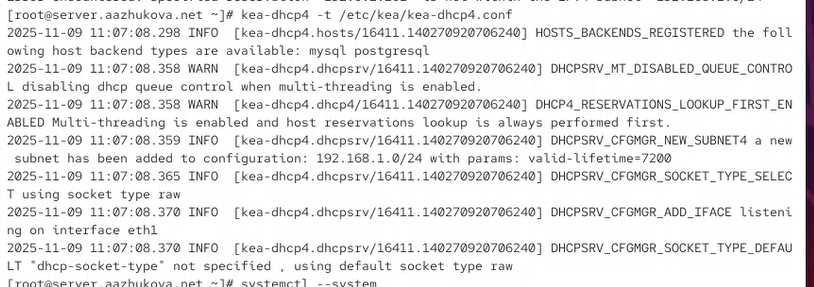 [root@server.aazhukova.net ~]# kea-dhcp4 -t /etc/kea/kea-dhcp4.conf
2025-11-09 11:07:08.298 INFO  [kea-dhcp4.hosts/16411.140270920706240] HOSTS_BACKENDS_REGISTERED the foll
owing host backend types are available: mysql postgresql
2025-11-09 11:07:08.358 WARN  [kea-dhcp4.dhcpsrv/16411.140270920706240] DHCPSRV_MT_DISABLED_QUEUE_CONTRO
L disabling dhcp queue control when multi-threading is enabled.
2025-11-09 11:07:08.358 WARN  [kea-dhcp4.dhcp4/16411.140270920706240] DHCP4_RESERVATIONS_LOOKUP_FIRST_EN
ABLED Multi-threading is enabled and host reservations lookup is always performed first.
2025-11-09 11:07:08.359 INFO  [kea-dhcp4.dhcpsrv/16411.140270920706240] DHCPSRV_CFGMGR_NEW_SUBNET4 a new
 subnet has been added to configuration: 192.168.1.0/24 with params: valid-lifetime=7200
2025-11-09 11:07:08.365 INFO  [kea-dhcp4.dhcpsrv/16411.140270920706240] DHCPSRV_CFGMGR_SOCKET_TYPE_SELEC
T using socket type raw
2025-11-09 11:07:08.370 INFO  [kea-dhcp4.dhcpsrv/16411.140270920706240] DHCPSRV_CFGMGR_ADD_IFACE listeni
ng on interface eth1
2025-11-09 11:07:08.370 INFO  [kea-dhcp4.dhcpsrv/16411.140270920706240] DHCPSRV_CFGMGR_SOCKET_TYPE_DEFAU
LT "dhcp-socket-type" not specified , using default socket type raw
[root@server.aazhukova.net ~]# systemctl --system